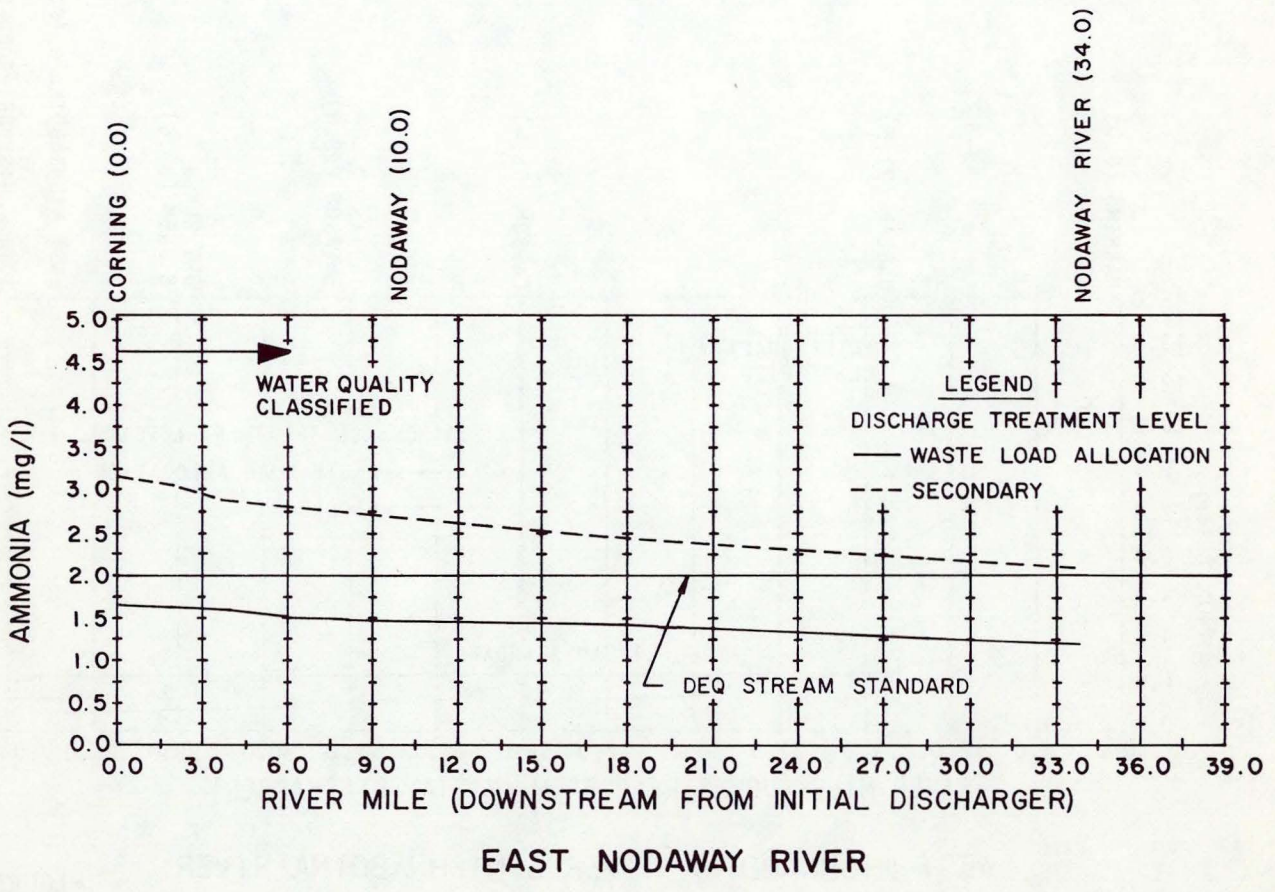 CORNING (0.0)
NODAWAY (10.0)
NODAWAY RIVER (34.0)
AMMONIA (mg/l)
5.0
4.5
4.0
3.5
3.0
2.5
2.0
1.5
1.0
0.5
0.0
WATER QUALITY
CLASSIFIED
LEGEND
DISCHARGE TREATMENT LEVEL
WASTE LOAD ALLOCATION
SECONDARY
DEQ STREAM STANDARD
0.0 3.0 6.0 9.0 12.0 15.0 18.0 21.0 24.0 27.0 30.0 33.0 36.0 39.0
RIVER MILE (DOWNSTREAM FROM INITIAL DISCHARGER)
EAST NODAWAY RIVER